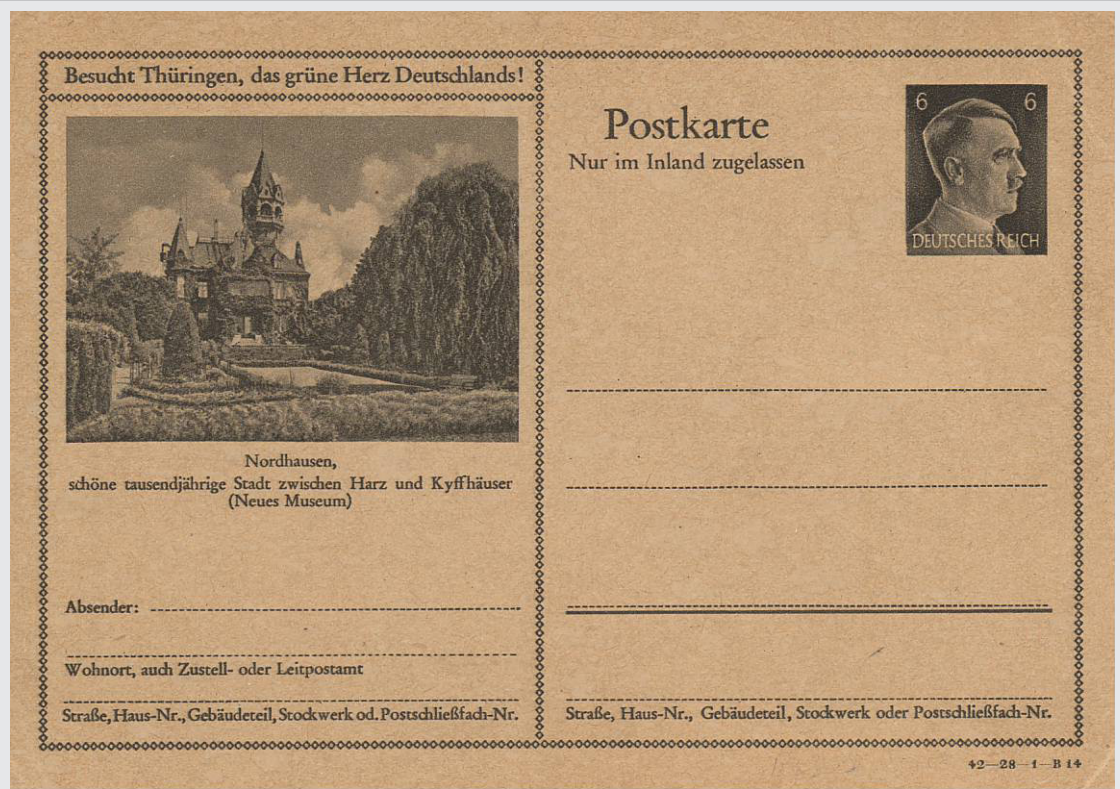 Besucht Thüringen, das grüne Herz Deutschlands!
Nordhausen,
schöne tausendjährige Stadt zwischen Harz und Kyffhäuser
(Neues Museum)
Absender:
Wohnort, auch Zustell- oder Leitpostamt
Straße, Haus-Nr., Gebäudeteil, Stockwerk od. Postschließfach-Nr.
Postkarte
Nur im Inland zugelassen
6 6
DEUTSCHES REICH
Straße, Haus-Nr., Gebäudeteil, Stockwerk oder Postschließfach-Nr.
42—28—1—B 14